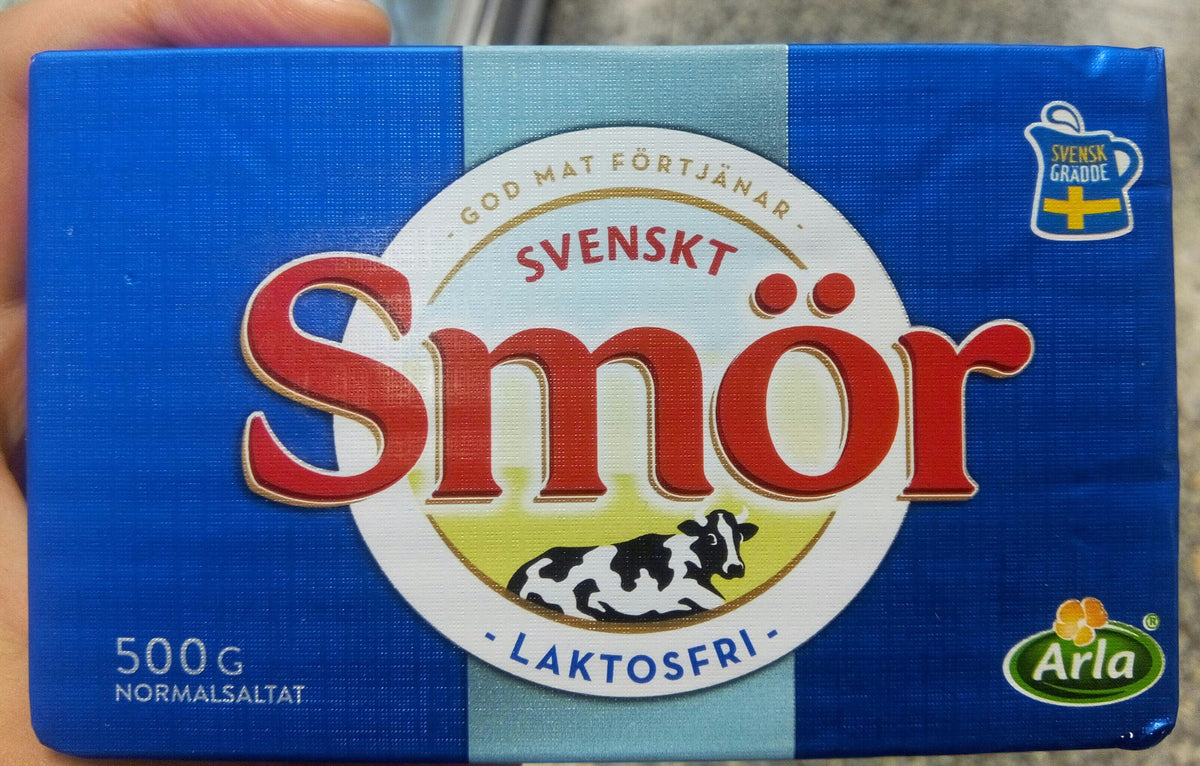 SVENSK
GRÄDDE
- GOD MAT FÖRTJÄNAR -
SVENSKT
Smör
- LAKTOSFRI -
500 G
NORMALSALTAT
Arla ®